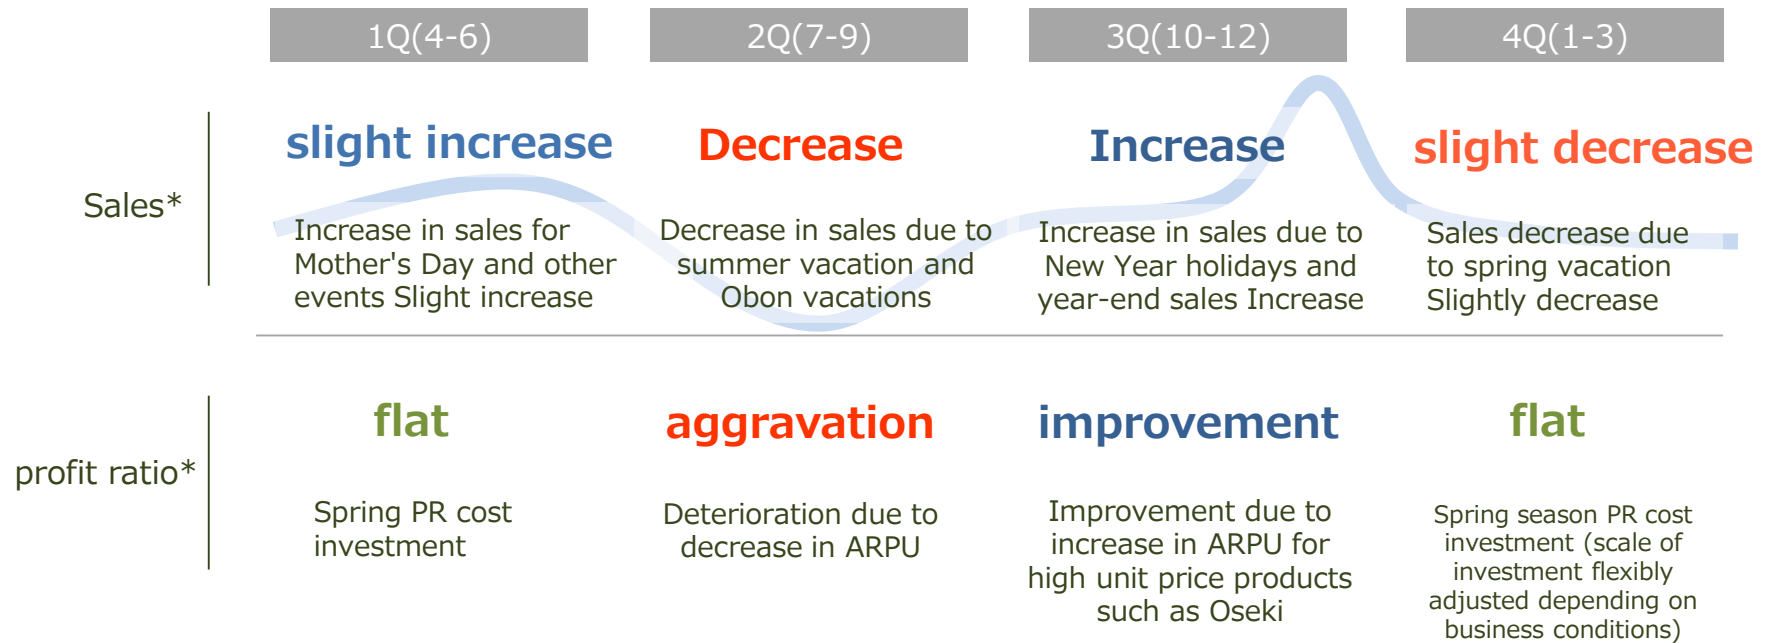 1Q(4-6)
2Q(7-9)
3Q(10-12)
4Q(1-3)
Sales*
slight increase
Increase in sales for
Mother's Day and other
events Slight increase
Decrease
Decrease in sales due to
summer vacation and
Obon vacations
Increase
Increase in sales due to
New Year holidays and
year-end sales Increase
slight decrease
Sales decrease due
to spring vacation
Slightly decrease
profit ratio*
flat
Spring PR cost
investment
aggravation
Deterioration due to
decrease in ARPU
improvement
Improvement due to
increase in ARPU for
high unit price products
such as Oseki
flat
Spring season PR cost
investment (scale of
investment flexibly
adjusted depending on
business conditions)